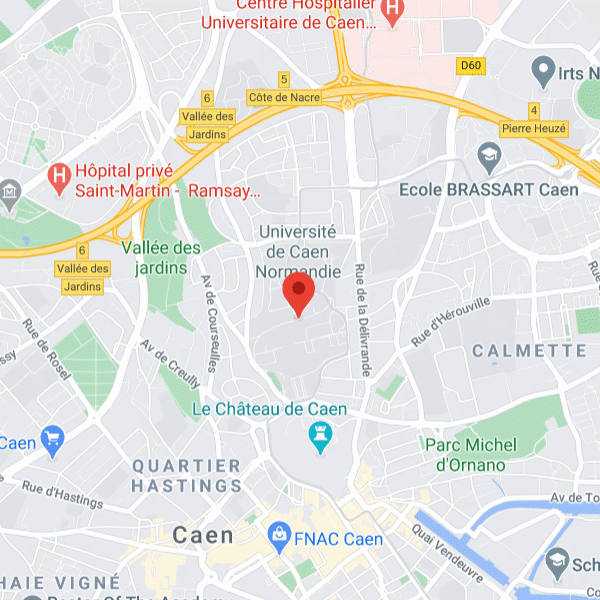 Centre Hospitalier
Universitaire de Caen...
D60
Irts N
5
Côte de Nacre
6
Vallée des
Jardins
4
Pierre Heuzé
Hôpital privé
Saint-Martin - Ramsay...
Ecole BRASSART Caen
Université
de Caen
Normandie
Vallée des
jardins
6
Vallée des
Jardins
Av de Courseulles
Rue de la Délivrande
Rue d'Hérouville
Rue de Rosel
Av de Creully
CALMETTE
ssy
Le Château de Caen
Caen
Parc Michel
d'Ornano
QUARTIER
HASTINGS
Rue d'Hastings
Av de To
Caen
FNAC Caen
Quai Vendeuvre
Sch
HAIE VIGNÉ